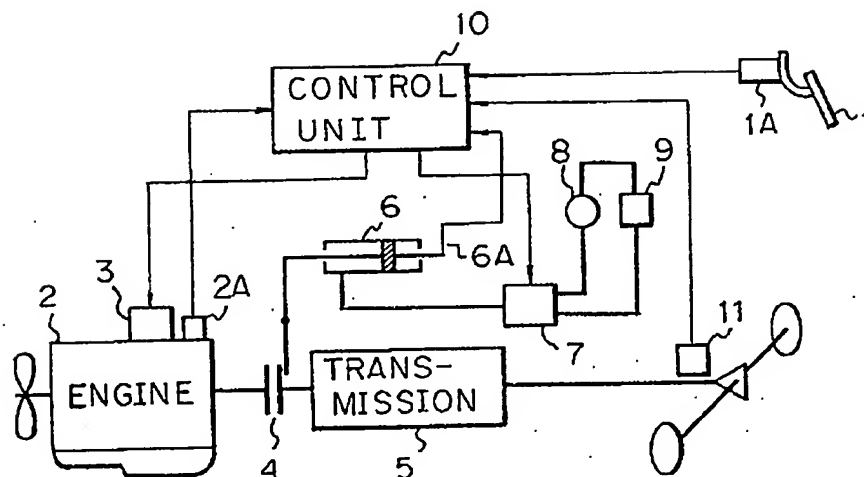 10
CONTROL
UNIT
1A
8
9
6
6A
3
2A
2
7
11
ENGINE
TRANS-
MISSION
4
5